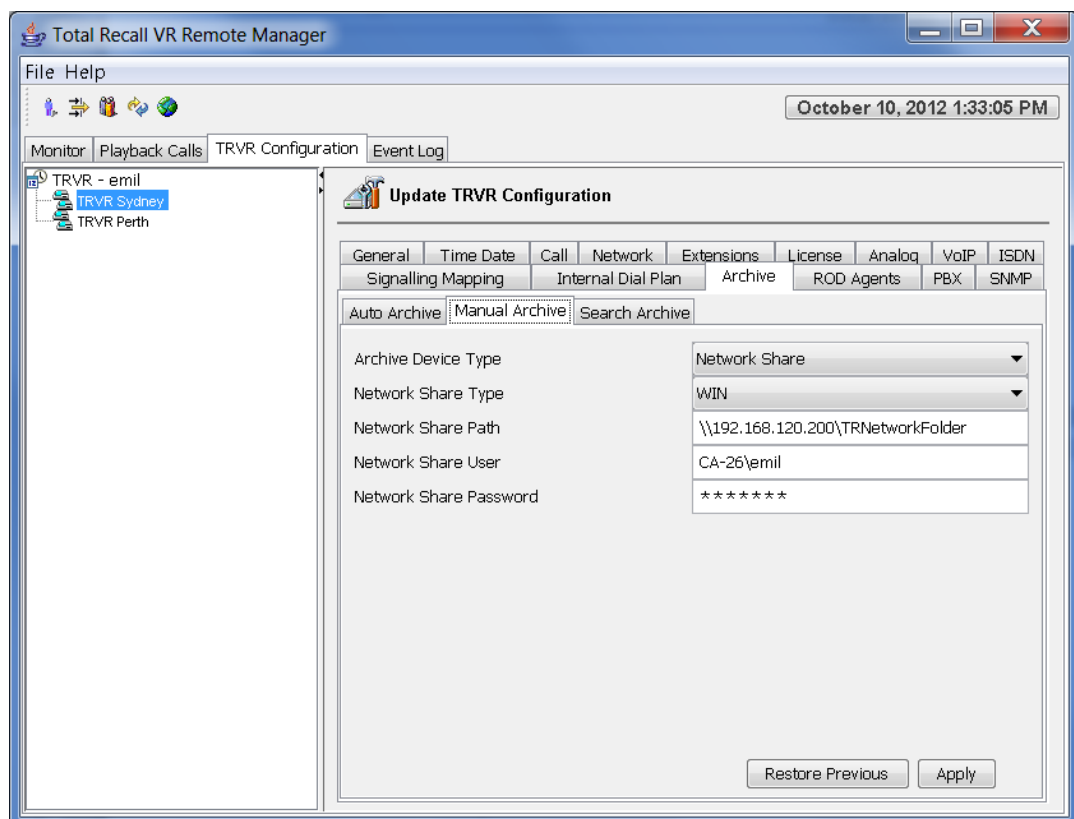 Total Recall VR Remote Manager
File Help
October 10, 2012 1:33:05 PM
Monitor Playback Calls TRVR Configuration Event Log
TRVR - emil
TRVR Sydney
TRVR Perth
Update TRVR Configuration
General Time Date Call Network Extensions License Analog VoIP ISDN
Signalling Mapping Internal Dial Plan Archive ROD Agents PBX SNMP
Auto Archive Manual Archive Search Archive
Archive Device Type Network Share
Network Share Type WIN
Network Share Path \\192.168.120.200\TRNetworkFolder
Network Share User CA-26\emil
Network Share Password *******
Restore Previous Apply